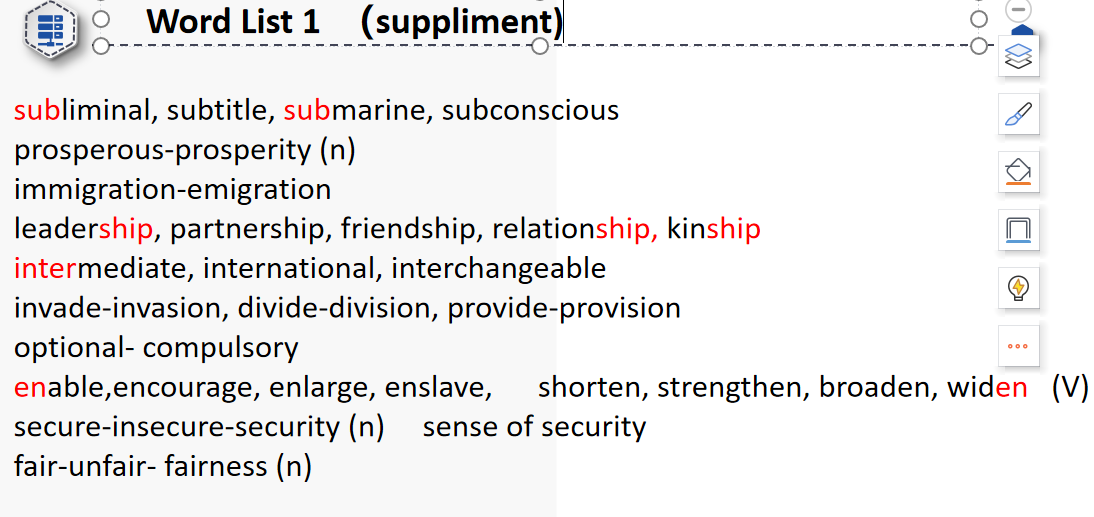 Word List 1 (suppliment)
subliminal, subtitle, submarine, subconscious
prosperous-prosperity (n)
immigration-emigration
leadership, partnership, friendship, relationship, kinship
intermediate, international, interchangeable
invade-invasion, divide-division, provide-provision
optional- compulsory
enable,encourage, enlarge, enslave, shorten, strengthen, broaden, widen (V)
secure-insecure-security (n) sense of security
fair-unfair- fairness (n)